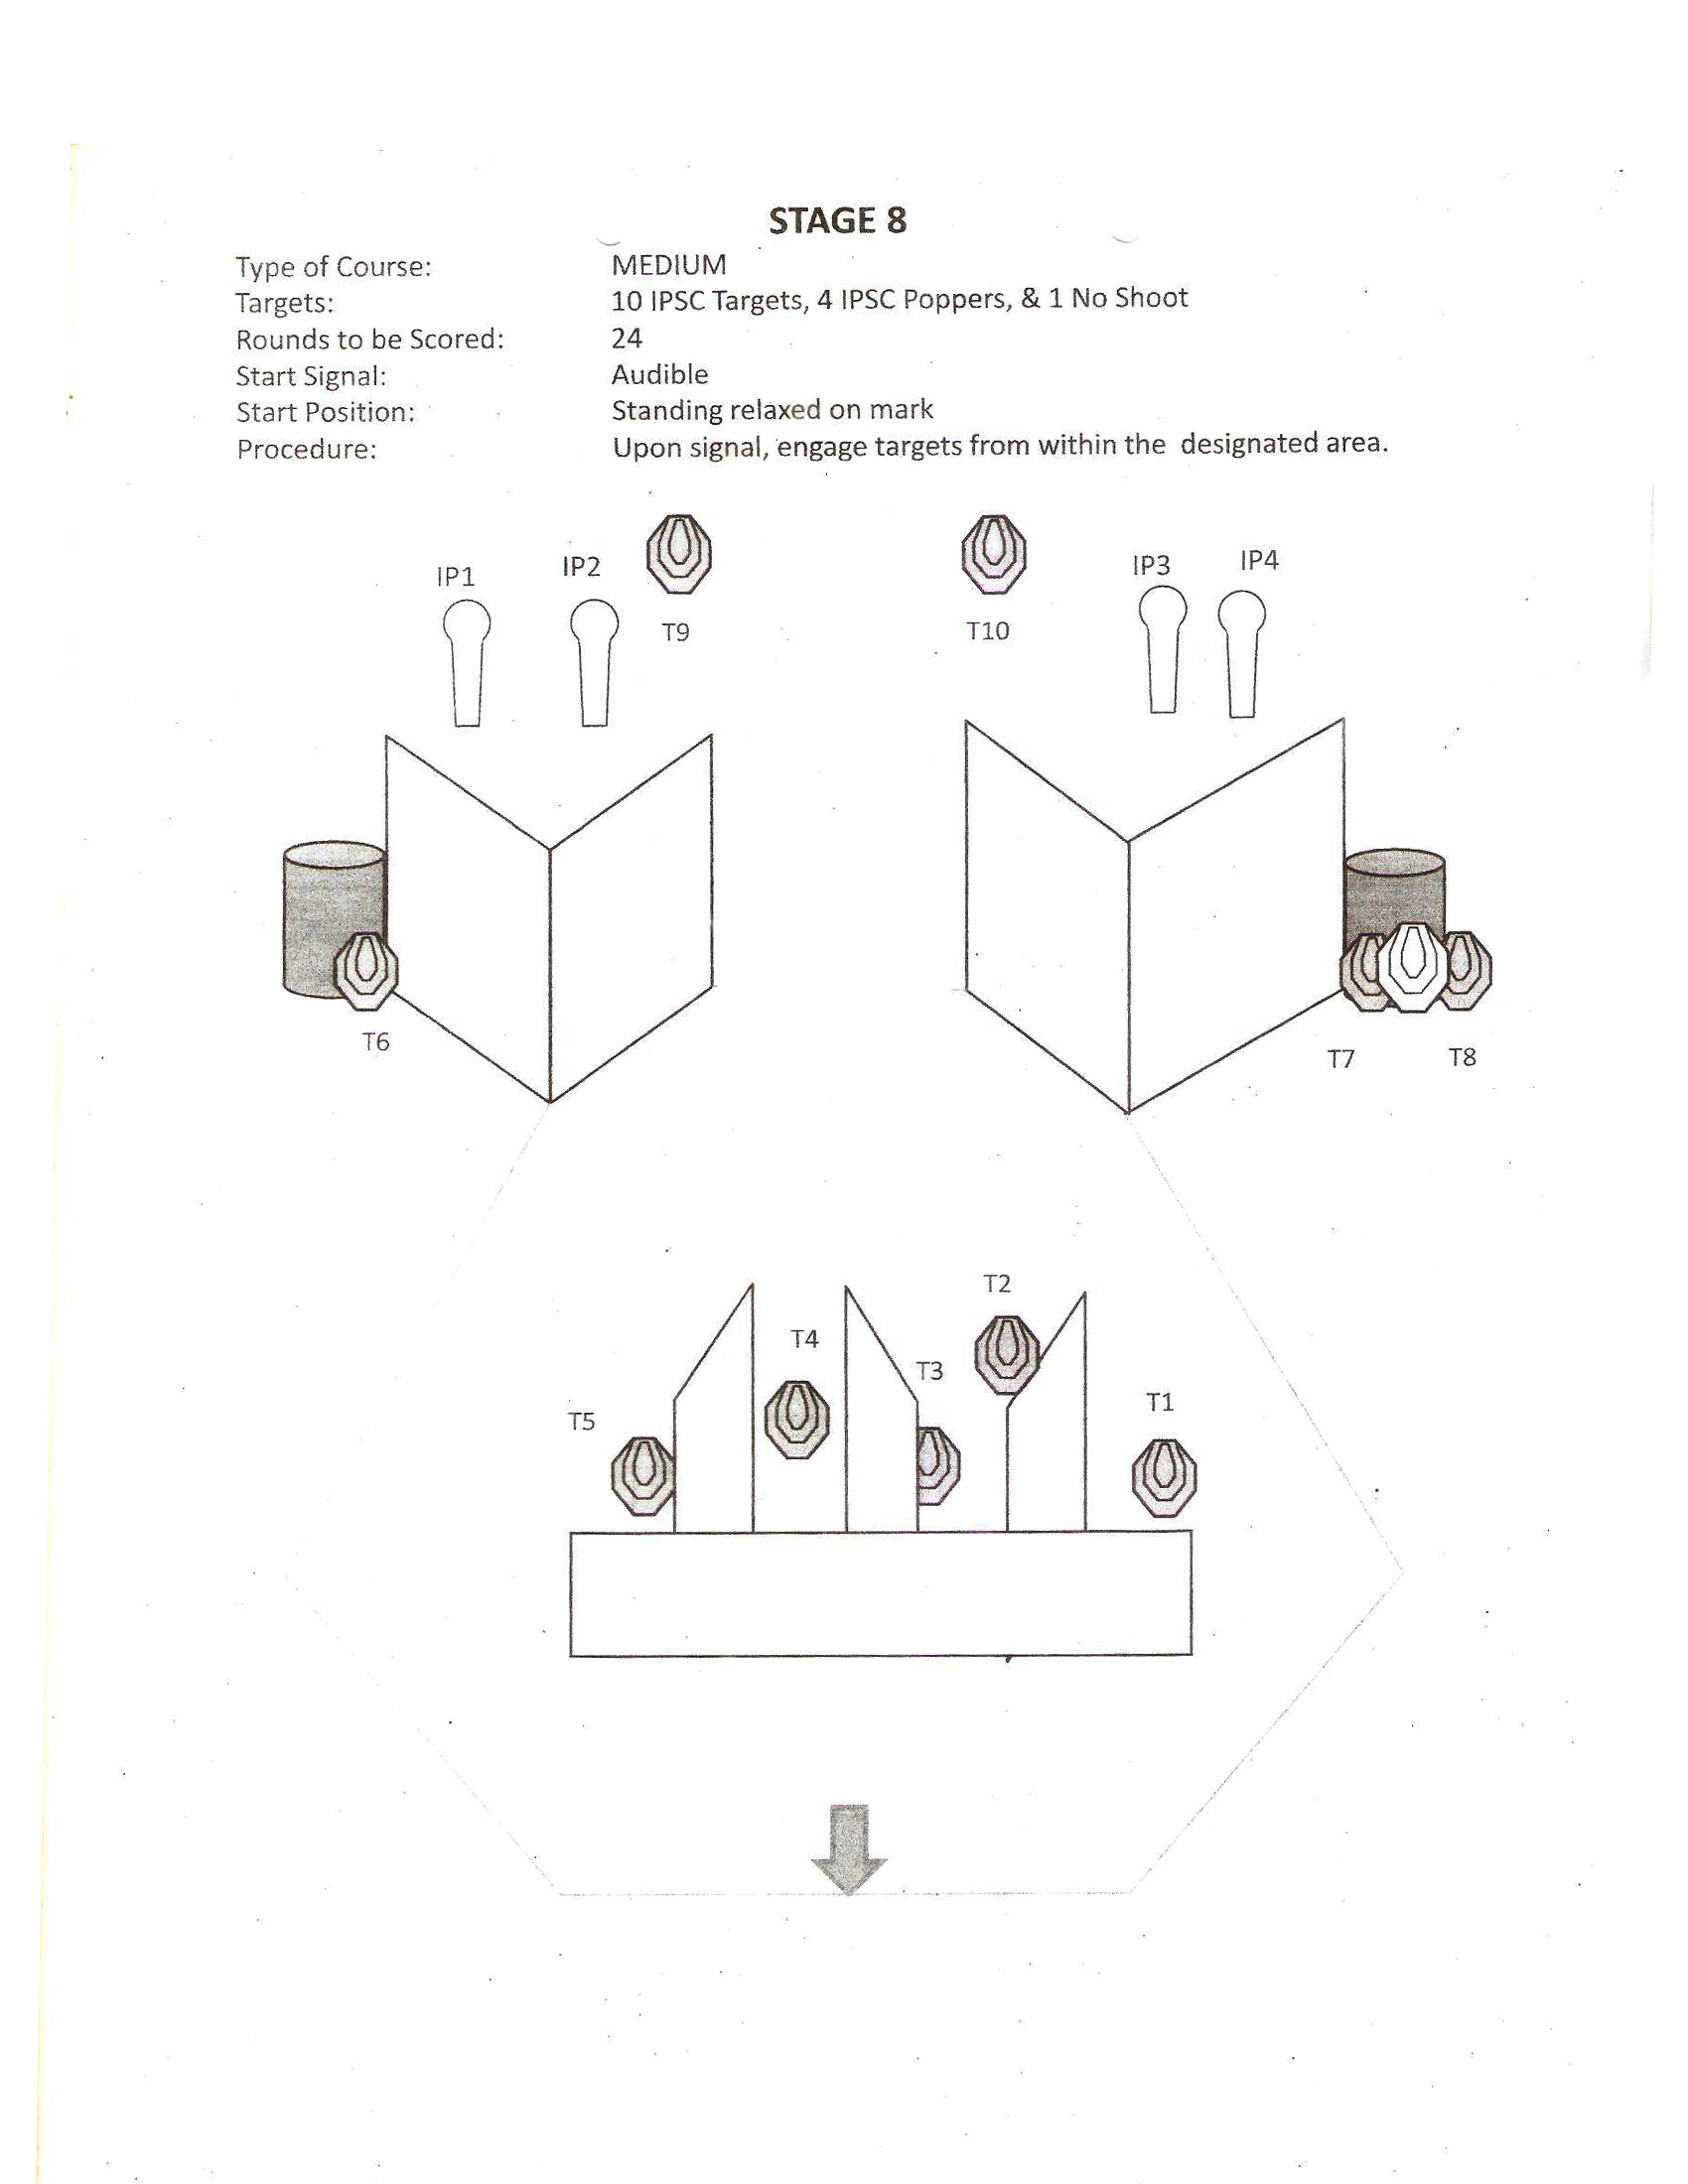 STAGE 8
Type of Course: MEDIUM
Targets: 10 IPSC Targets, 4 IPSC Poppers, & 1 No Shoot
Rounds to be Scored: 24
Start Signal: Audible
Start Position: Standing relaxed on mark
Procedure: Upon signal, engage targets from within the designated area.
IP1 IP2 IP3 IP4
T9 T10
T6 T7 T8
T2
T4
T3
T1
T5